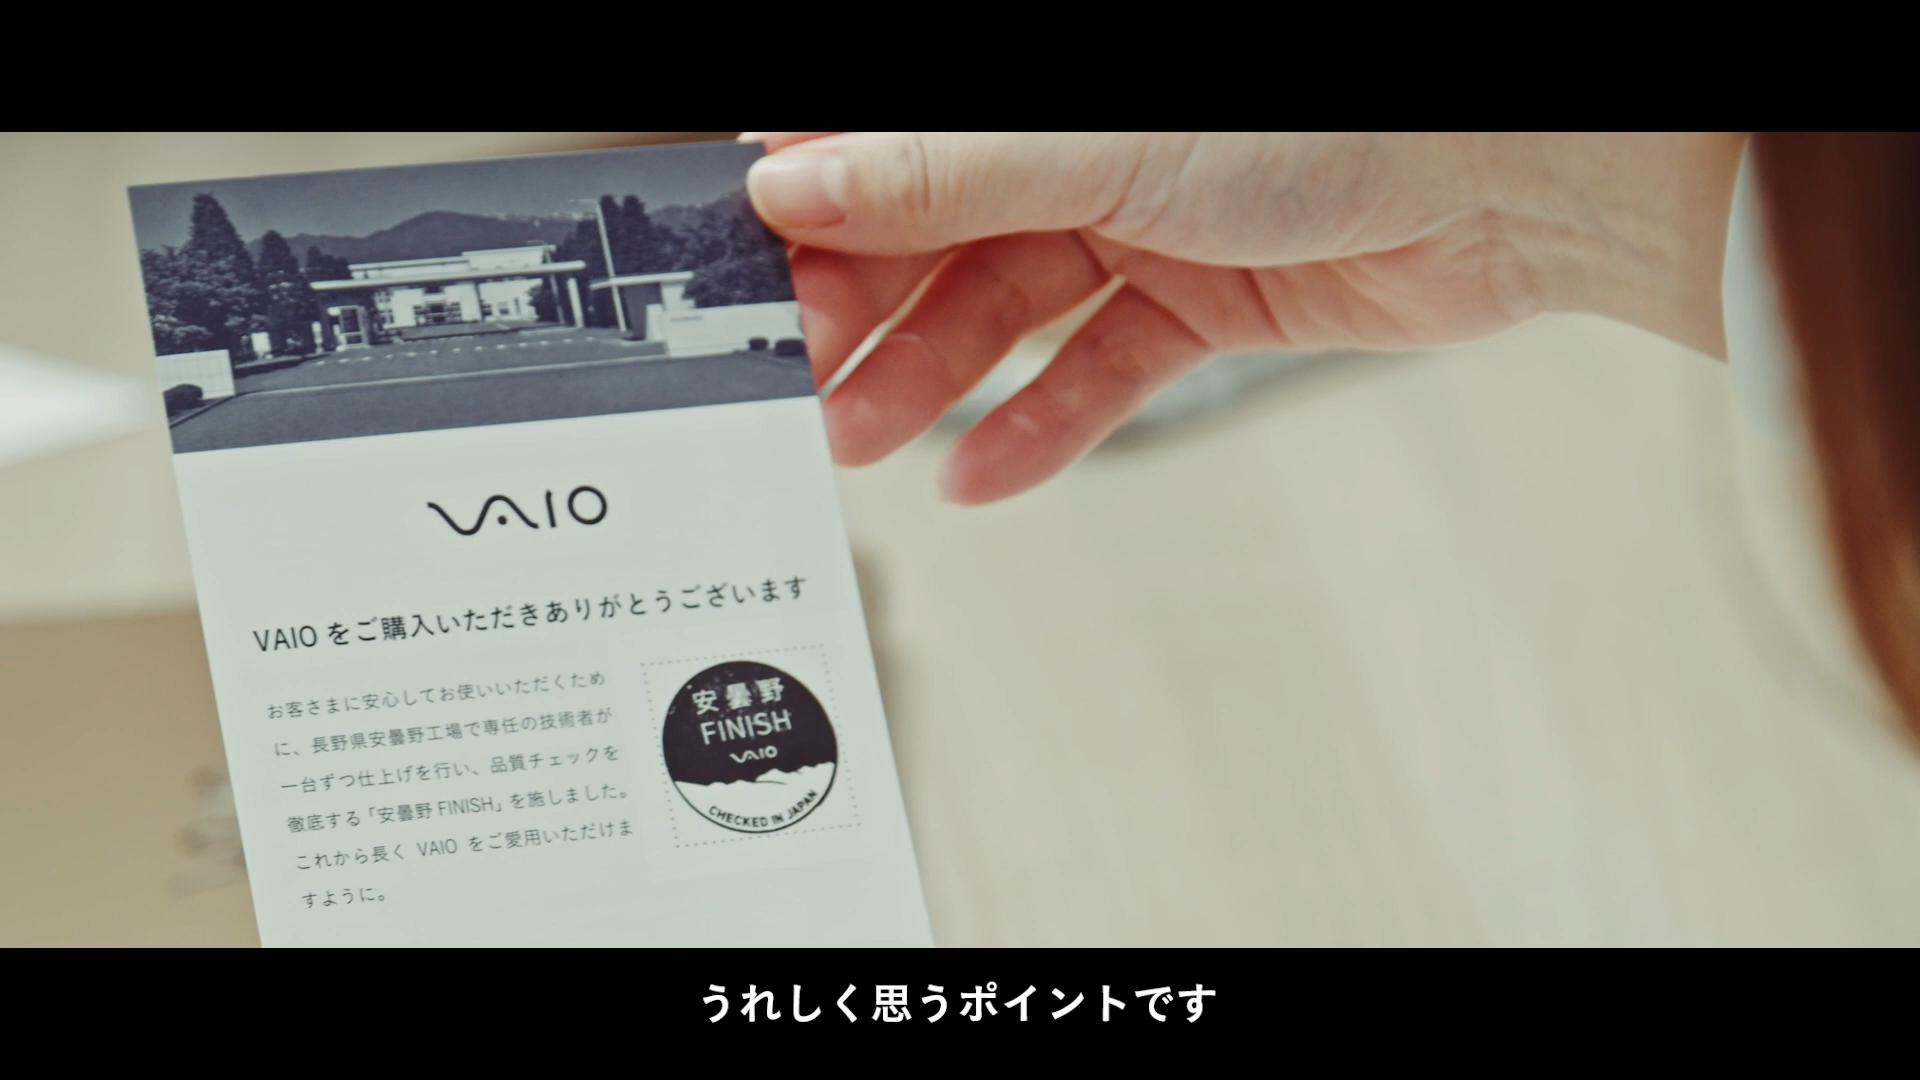 VAIO
VAIO をご購入いただきありがとうございます
お客さまに安心してお使いいただくため
に、長野県安曇野工場で専任の技術者が
一台ずつ仕上げを行い、品質チェックを
徹底する「安曇野 FINISH」を施しました。
これから長く VAIO をご愛用いただけま
すように。
安曇野
FINISH
VAIO
CHECKED IN JAPAN
うれしく思うポイントです